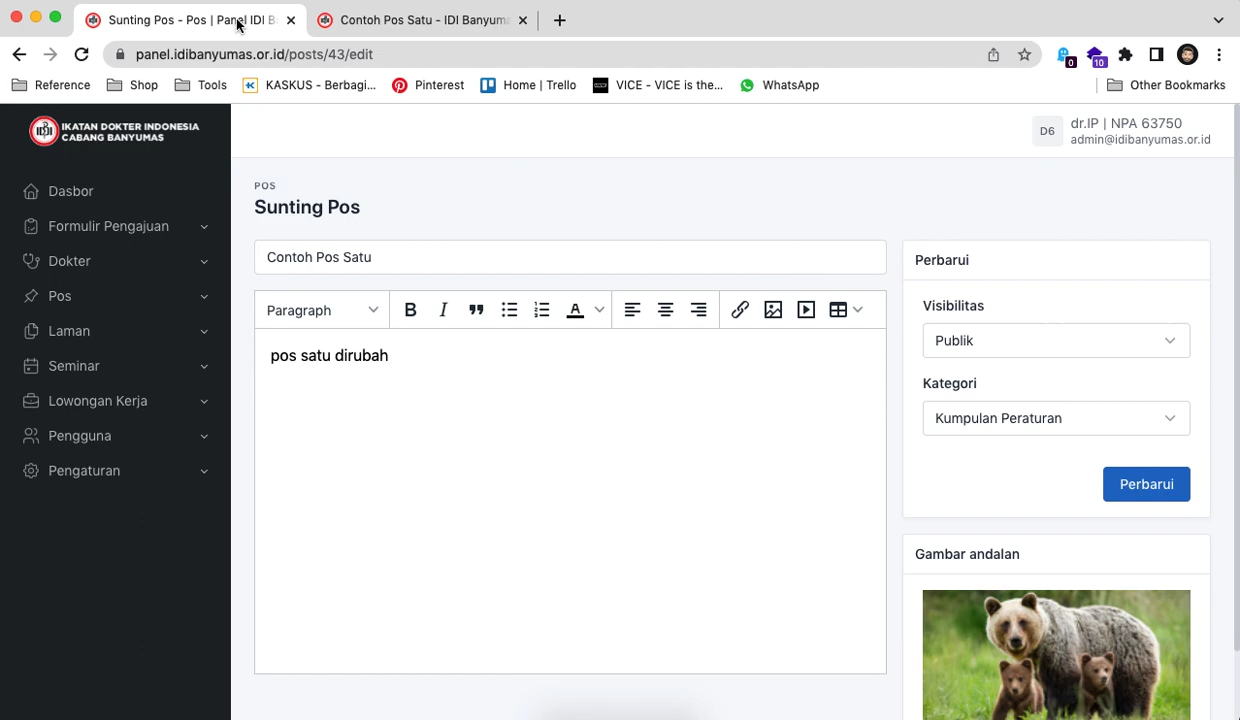 Sunting Pos - Pos | Panel IDI B
Contoh Pos Satu - IDI Banyuma
panel.idibanyumas.or.id/posts/43/edit
0
10
Reference
Shop
Tools
KASKUS - Berbagi...
Pinterest
Home | Trello
VICE - VICE is the...
WhatsApp
Other Bookmarks
IKATAN DOKTER INDONESIA
CABANG BANYUMAS
D6
dr.IP | NPA 63750
admin@idibanyumas.or.id
Dasbor
Formulir Pengajuan
Dokter
Pos
Laman
Seminar
Lowongan Kerja
Pengguna
Pengaturan
POS
Sunting Pos
Contoh Pos Satu
Paragraph
B I A
pos satu dirubah
Perbarui
Visibilitas
Publik
Kategori
Kumpulan Peraturan
Perbarui
Gambar andalan